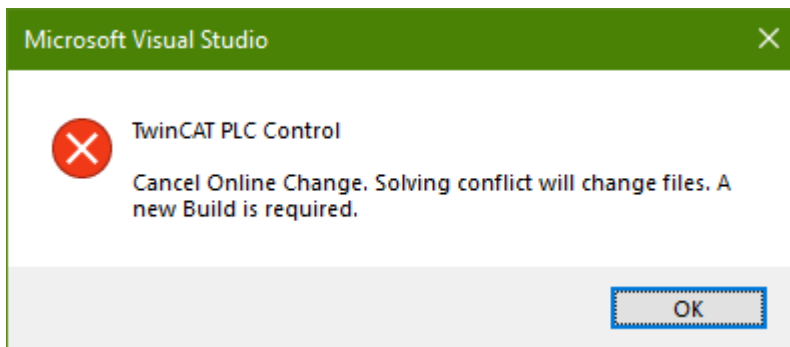 Microsoft Visual Studio
TwinCAT PLC Control
Cancel Online Change. Solving conflict will change files. A
new Build is required.
OK